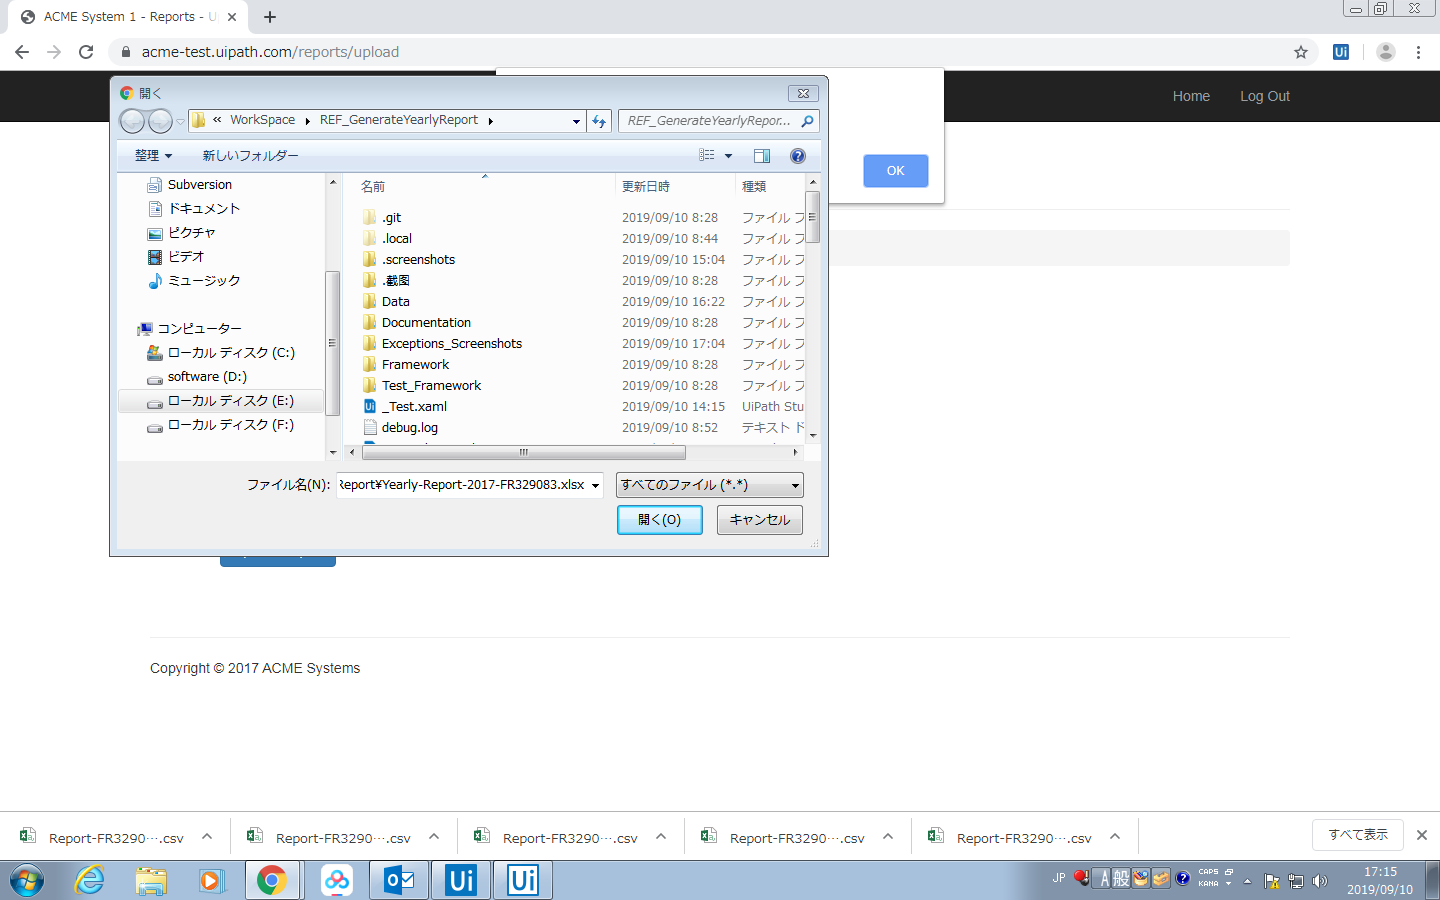 ACME System 1 - Reports - U
acme-test.uipath.com/reports/upload
Ui
Home
Log Out
開く
« WorkSpace ▸ REF_GenerateYearlyReport ▸
REF_GenerateYearlyRepor...
整理 ▼
新しいフォルダー
Subversion
ドキュメント
ピクチャ
ビデオ
ミュージック
コンピューター
ローカル ディスク (C:)
software (D:)
ローカル ディスク (E:)
ローカル ディスク (F:)
名前 更新日時 種類
.git 2019/09/10 8:28 ファイル フ
.local 2019/09/10 8:44 ファイル フ
.screenshots 2019/09/10 15:04 ファイル フ
.截图 2019/09/10 8:28 ファイル フ
Data 2019/09/10 16:22 ファイル フ
Documentation 2019/09/10 8:28 ファイル フ
Exceptions_Screenshots 2019/09/10 17:04 ファイル フ
Framework 2019/09/10 8:28 ファイル フ
Test_Framework 2019/09/10 8:28 ファイル フ
_Test.xaml 2019/09/10 14:15 UiPath Stu
debug.log 2019/09/10 8:52 テキスト ド
ファイル名(N):
Report¥Yearly-Report-2017-FR329083.xlsx
すべてのファイル (*.*)
開く(O)
キャンセル
OK
Copyright © 2017 ACME Systems
Report-FR3290….csv
Report-FR3290….csv
Report-FR3290….csv
Report-FR3290….csv
Report-FR3290….csv
すべて表示
Ui
Ui
JP
A 般
CAPS
KANA
17:15
2019/09/10